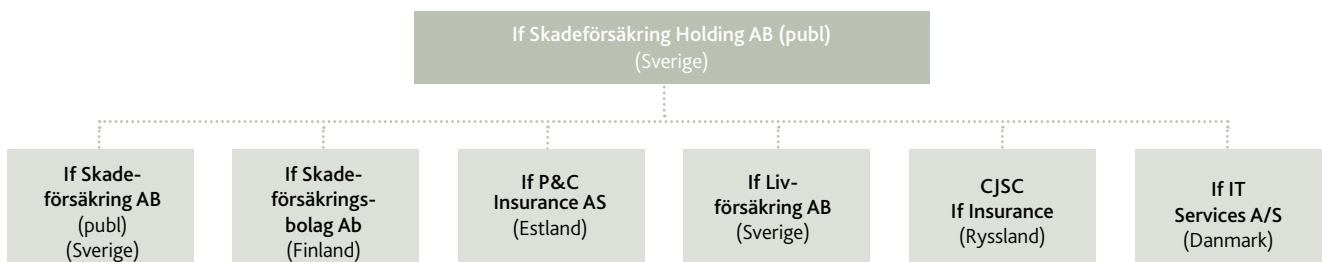 If Skadeförsäkring Holding AB (publ)
(Sverige)
If Skade-
försäkring AB
(publ)
(Sverige)
If Skade-
försäkrings-
bolag Ab
(Finland)
If P&C
Insurance AS
(Estland)
If Liv-
försäkring AB
(Sverige)
CJSC
If Insurance
(Ryssland)
If IT
Services A/S
(Danmark)